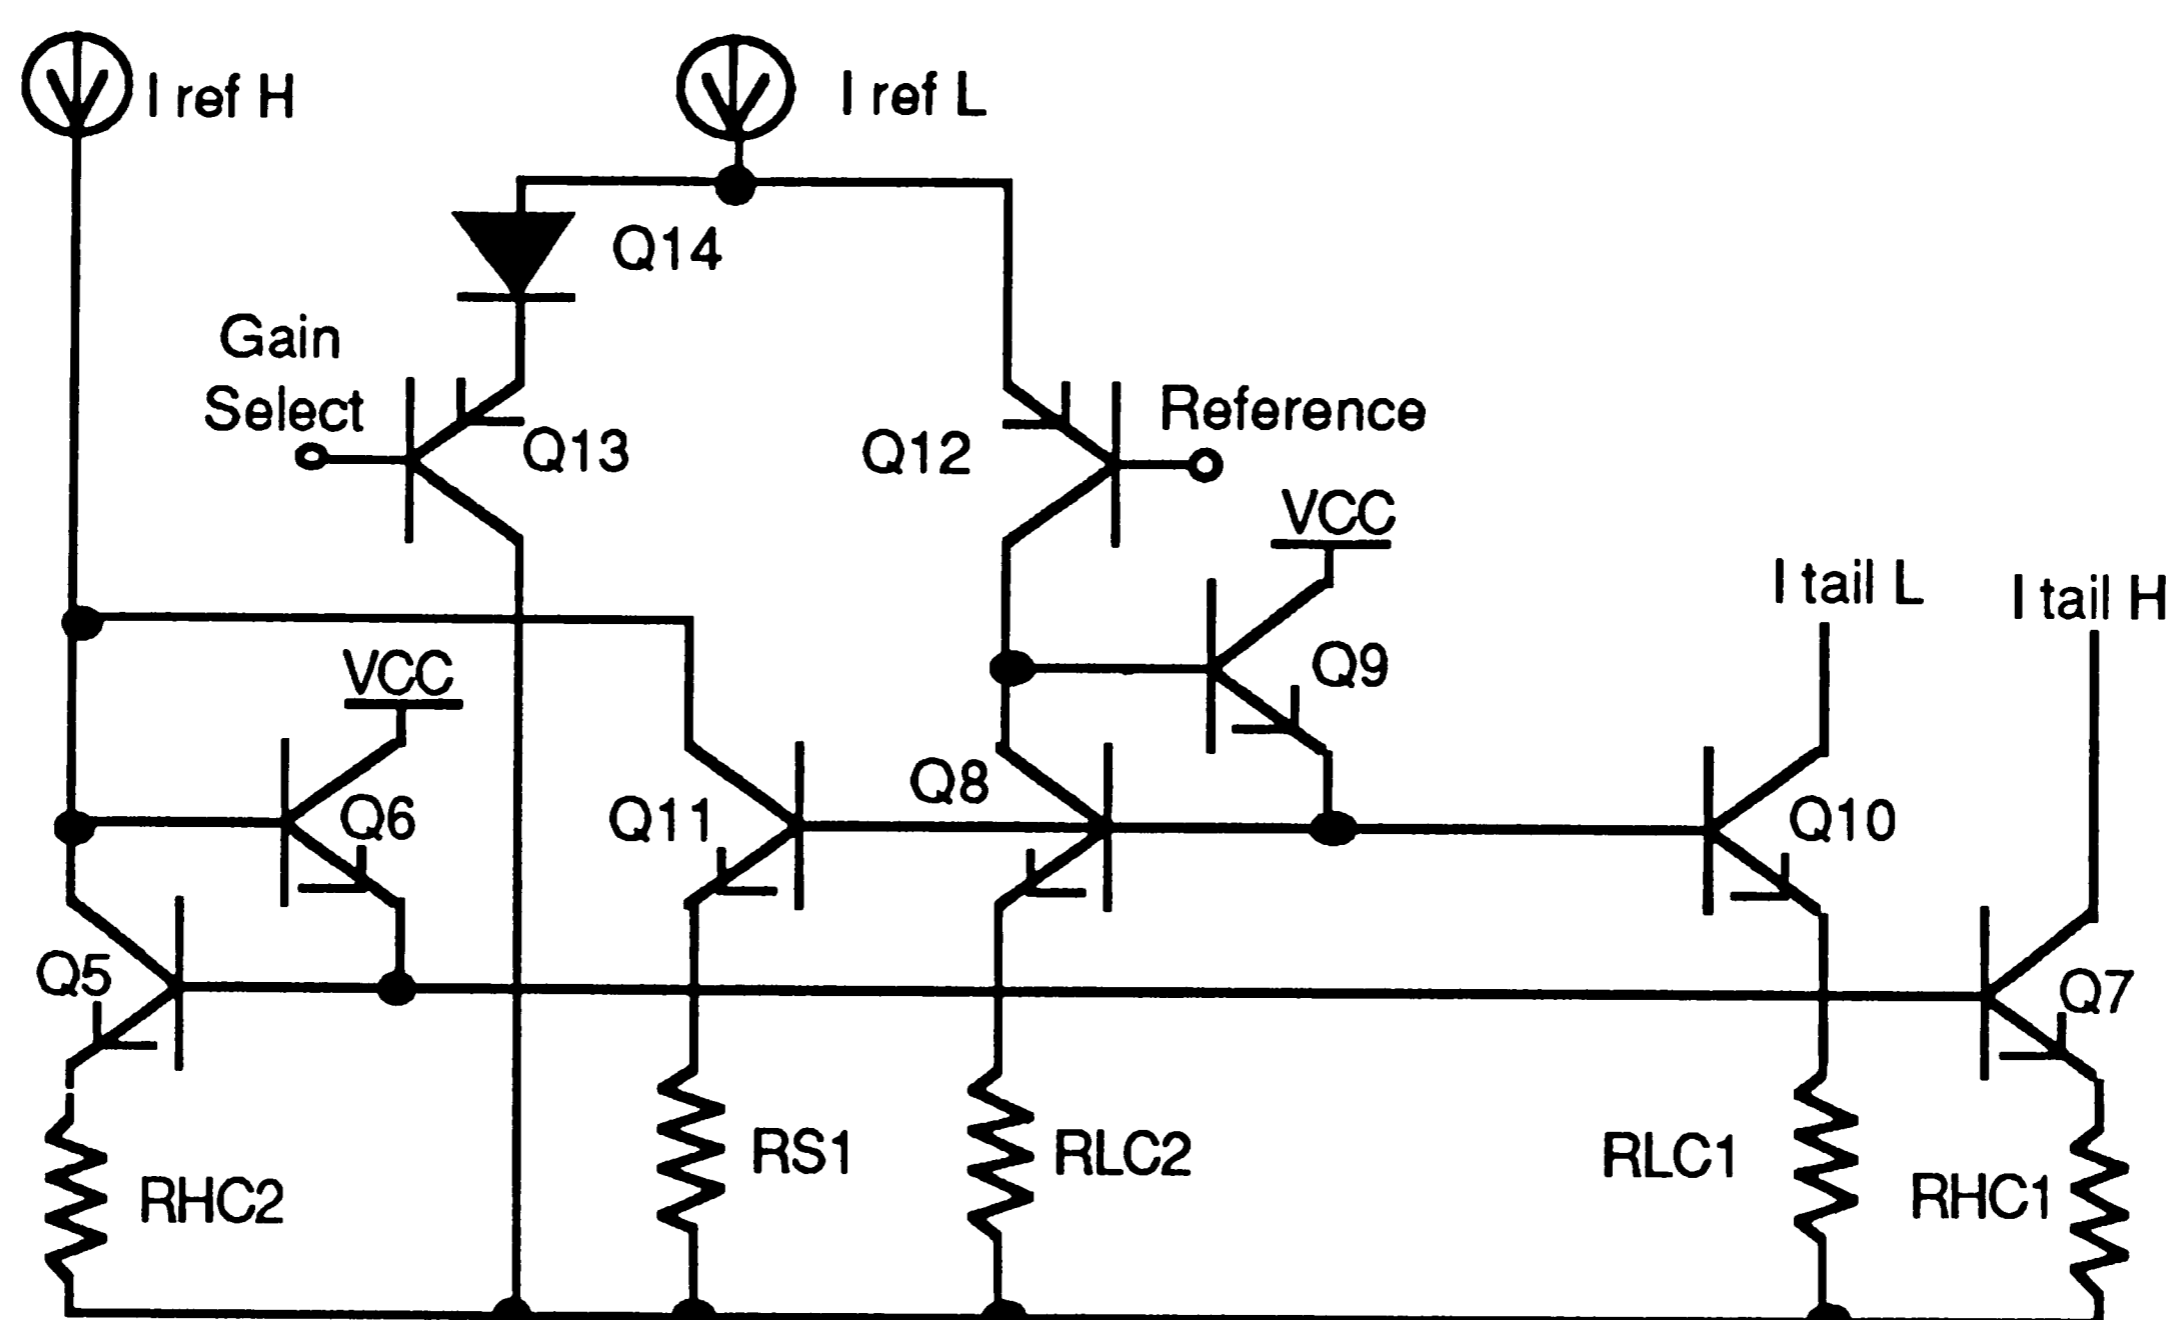 I ref H
I ref L
Q14
Gain
Select
Q13
Q12
Reference
VCC
I tail L
I tail H
Q9
VCC
Q6
Q11
Q8
Q10
Q5
Q7
RS1
RLC2
RLC1
RHC2
RHC1